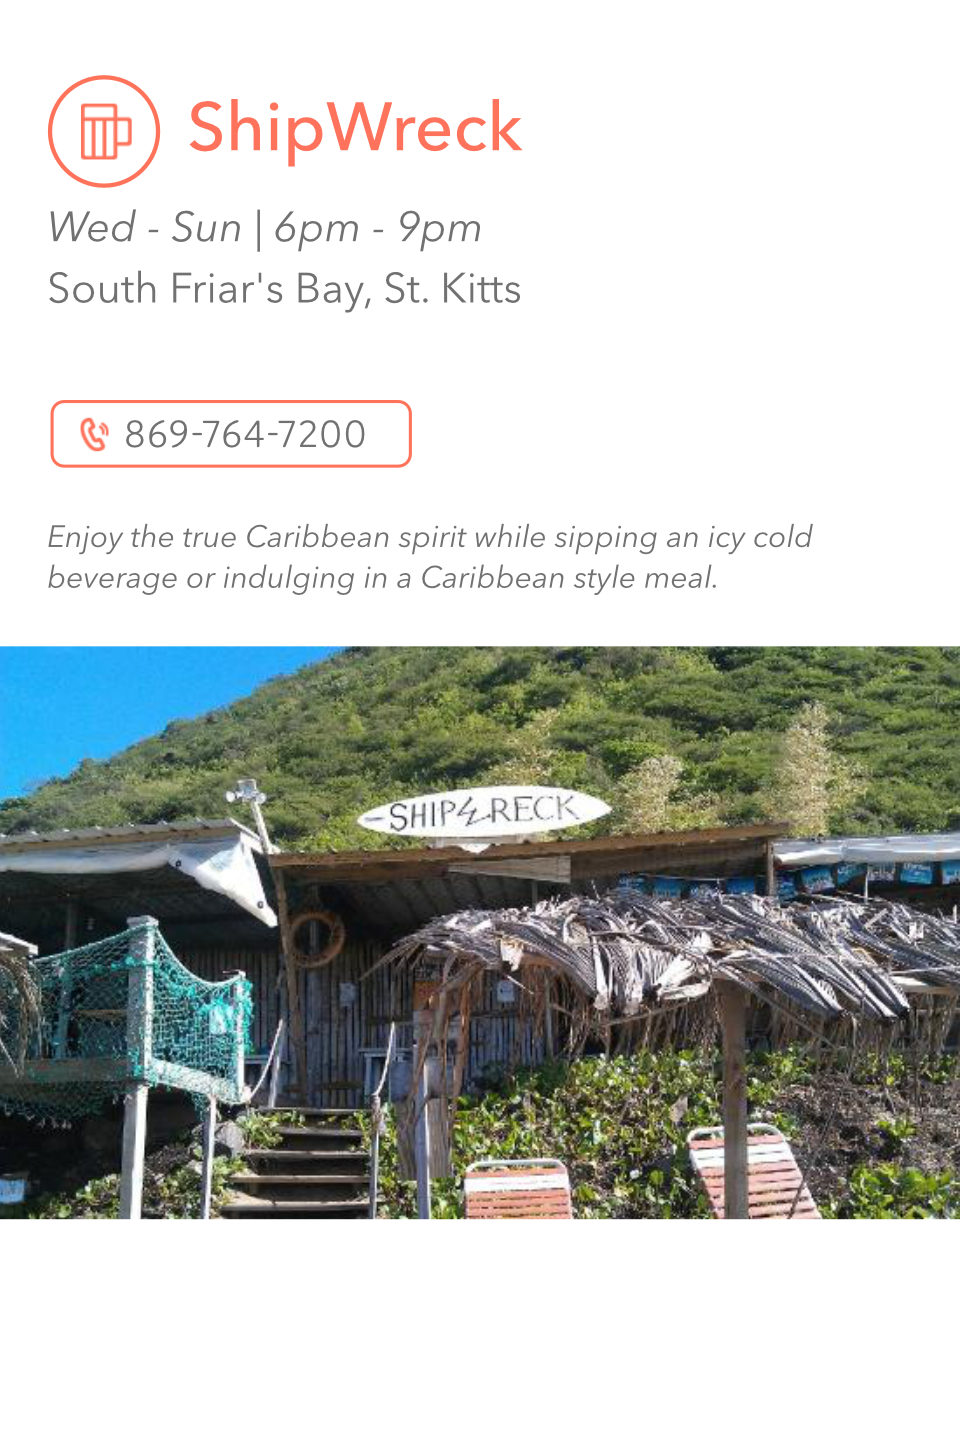 ShipWreck
Wed - Sun | 6pm - 9pm
South Friar's Bay, St. Kitts
869-764-7200
Enjoy the true Caribbean spirit while sipping an icy cold
beverage or indulging in a Caribbean style meal.
SHIPWRECK